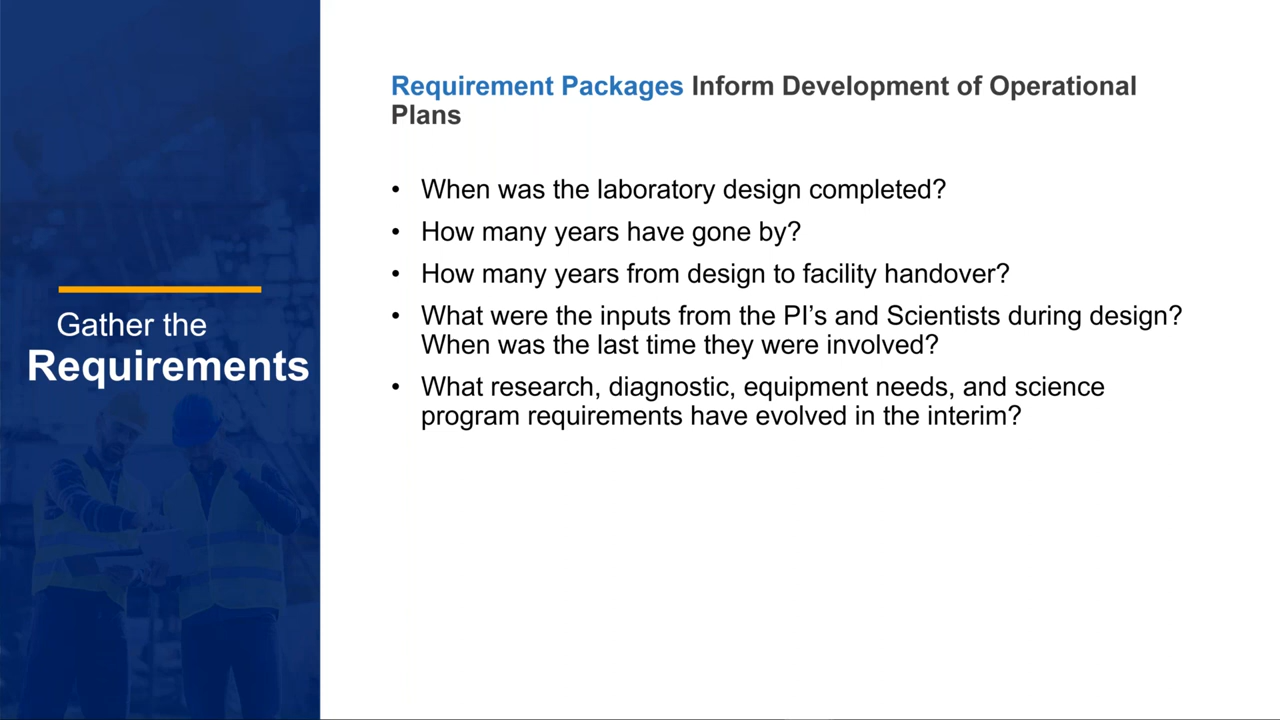 Gather the
Requirements
Requirement Packages Inform Development of Operational
Plans
• When was the laboratory design completed?
• How many years have gone by?
• How many years from design to facility handover?
• What were the inputs from the PI’s and Scientists during design?
When was the last time they were involved?
• What research, diagnostic, equipment needs, and science
program requirements have evolved in the interim?